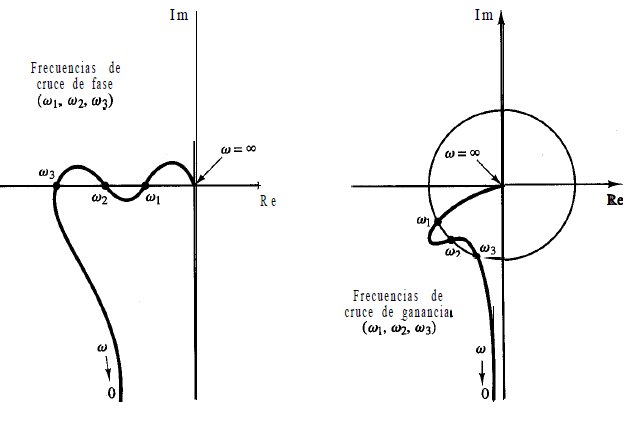 Im
Frecuencias de
cruce de fase
(ω₁, ω₂, ω₃)
ω = ∞
ω₃
ω₂
ω₁
Re
ω
0
Im
ω = ∞
Re
ω₁
ω₂
ω₃
Frecuencias de
cruce de ganancia
(ω₁, ω₂, ω₃)
ω
0